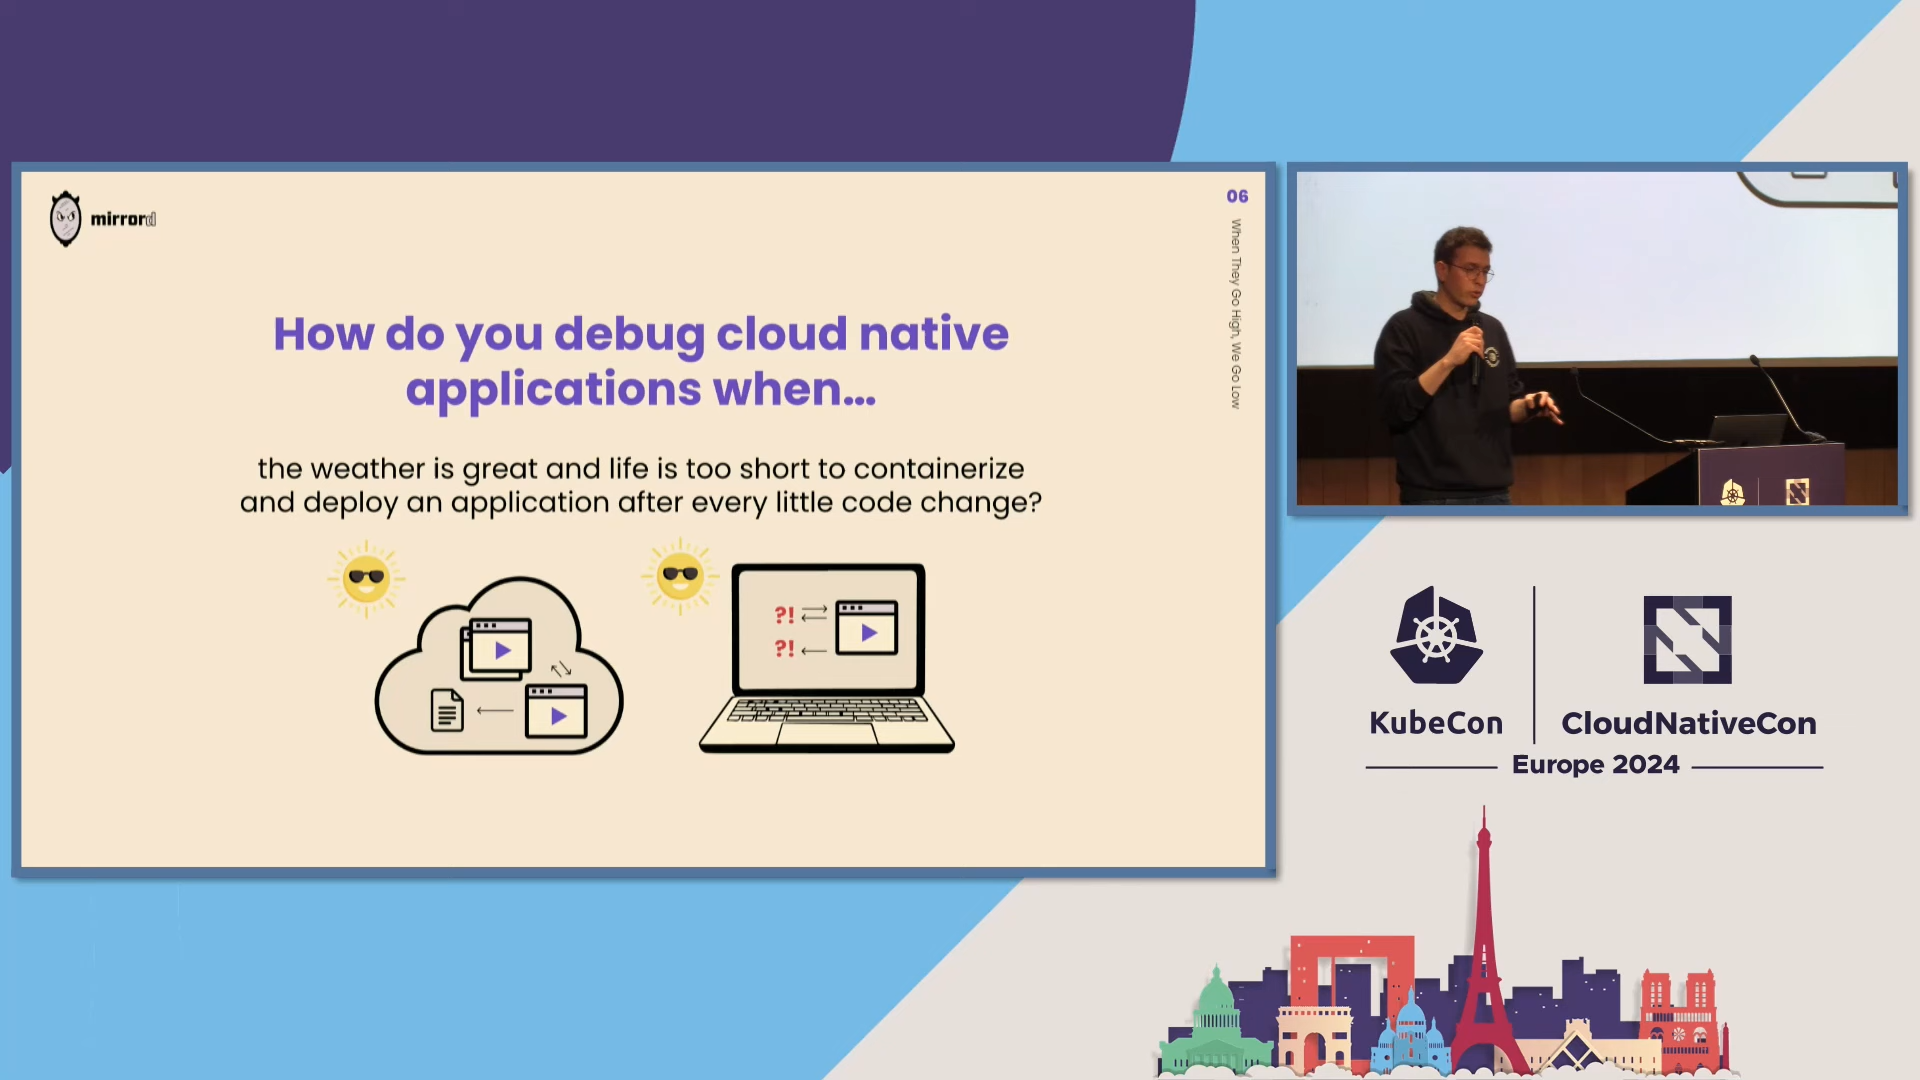 mirrord
06
When They Go High, We Go Low
How do you debug cloud native
applications when...
the weather is great and life is too short to containerize
and deploy an application after every little code change?
?!
?!
KubeCon
CloudNativeCon
Europe 2024